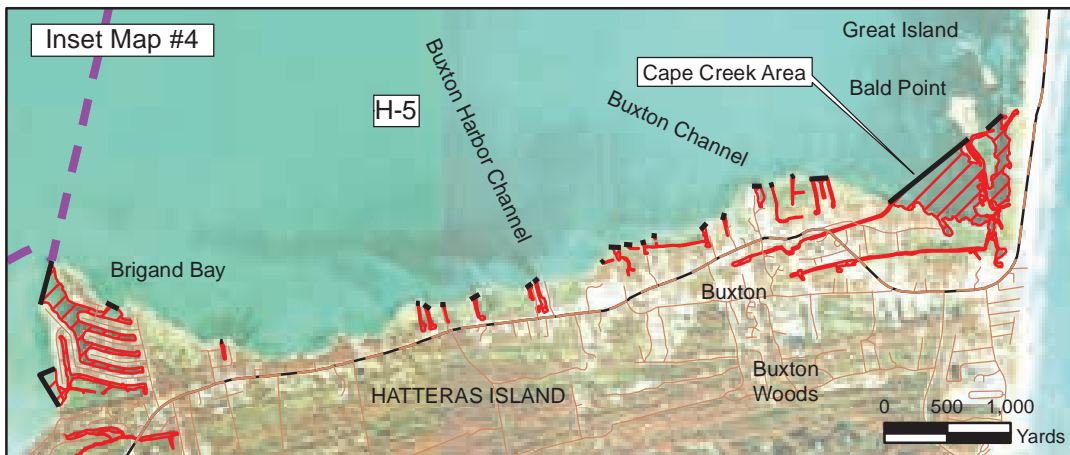 Inset Map #4
Great Island
Cape Creek Area
Bald Point
H-5
Buxton Harbor Channel
Buxton Channel
Brigand Bay
Buxton
HATTERAS ISLAND
Buxton
Woods
0 500 1,000
Yards